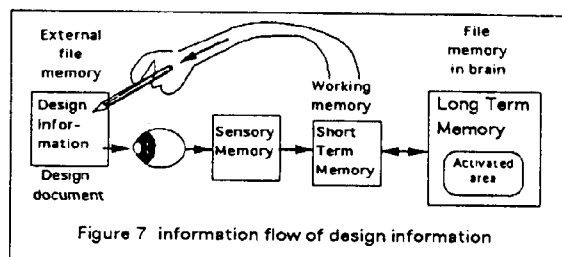 External file memory
Design Infor-mation
Design document
Sensory Memory
Working memory
Short Term Memory
File memory in brain
Long Term Memory
Activated area
Figure 7 information flow of design information